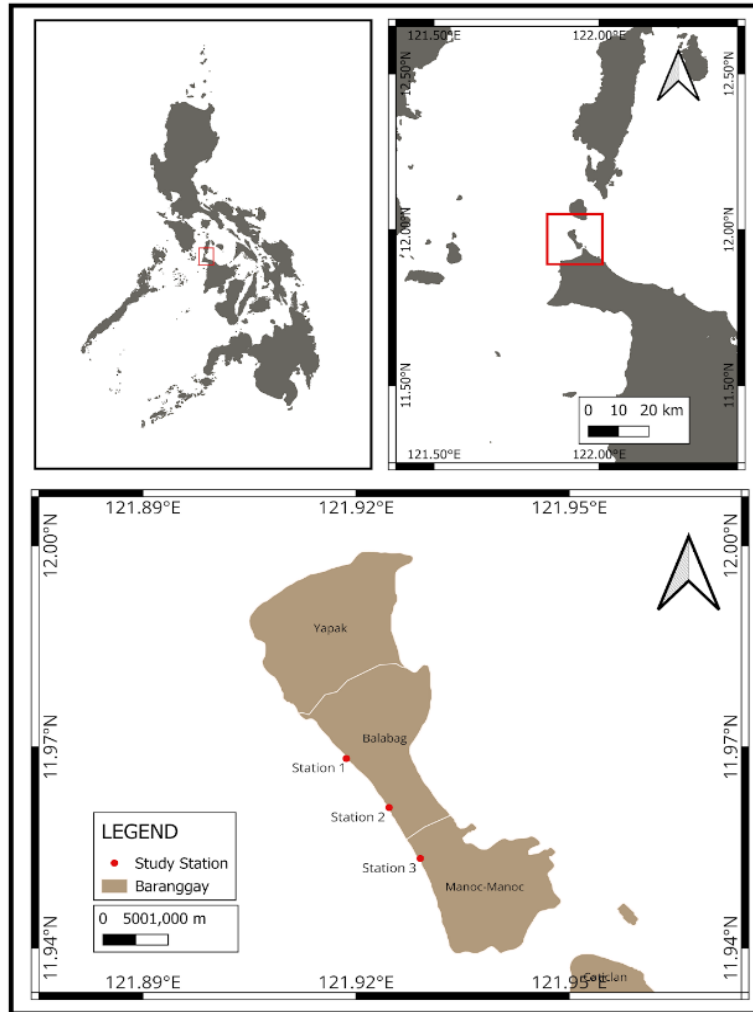 121.50°E 122.00°E
12.50°N 12.50°N
12.00°N 12.00°N
11.50°N 11.50°N
0 10 20 km
121.50°E 122.00°E
121.89°E 121.92°E 121.95°E
12.00°N 12.00°N
Yapak
11.97°N 11.97°N
Balabag
Station 1
Station 2
Station 3
Manoc-Manoc
LEGEND
Study Station
Baranggay
0 5001,000 m
11.94°N 11.94°N
Caticlan
121.89°E 121.92°E 121.95°E